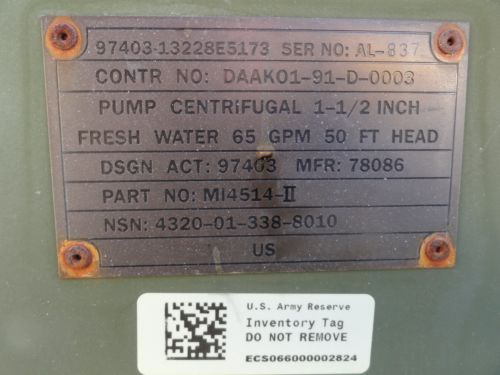 97403-13228E5173 SER NO: AL-837
CONTR NO: DAAK01-91-D-0003
PUMP CENTRIFUGAL 1-1/2 INCH
FRESH WATER 65 GPM 50 FT HEAD
DSGN ACT: 97403 MFR: 78086
PART NO: MI4514-II
NSN: 4320-01-338-8010
US
U.S. Army Reserve
Inventory Tag
DO NOT REMOVE
ECS066000002824